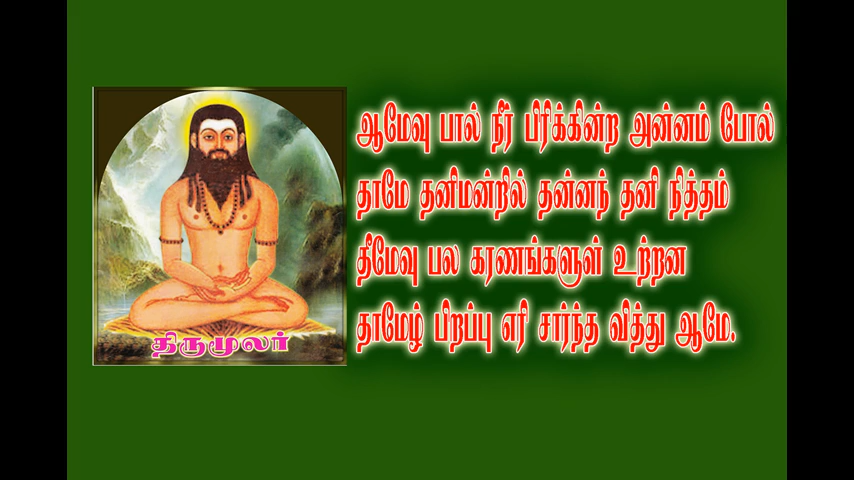 ஆமேவு பால் நீர் பிரிக்கின்ற அன்னம் போல்
தாமே தனிமன்றில் தன்னந் தனி நித்தம்
தீமேவு பல கரணங்களுள் உற்றன
தாமேழ் பிறப்பு எரி சார்ந்த வித்து ஆமே.
திருமூலர்